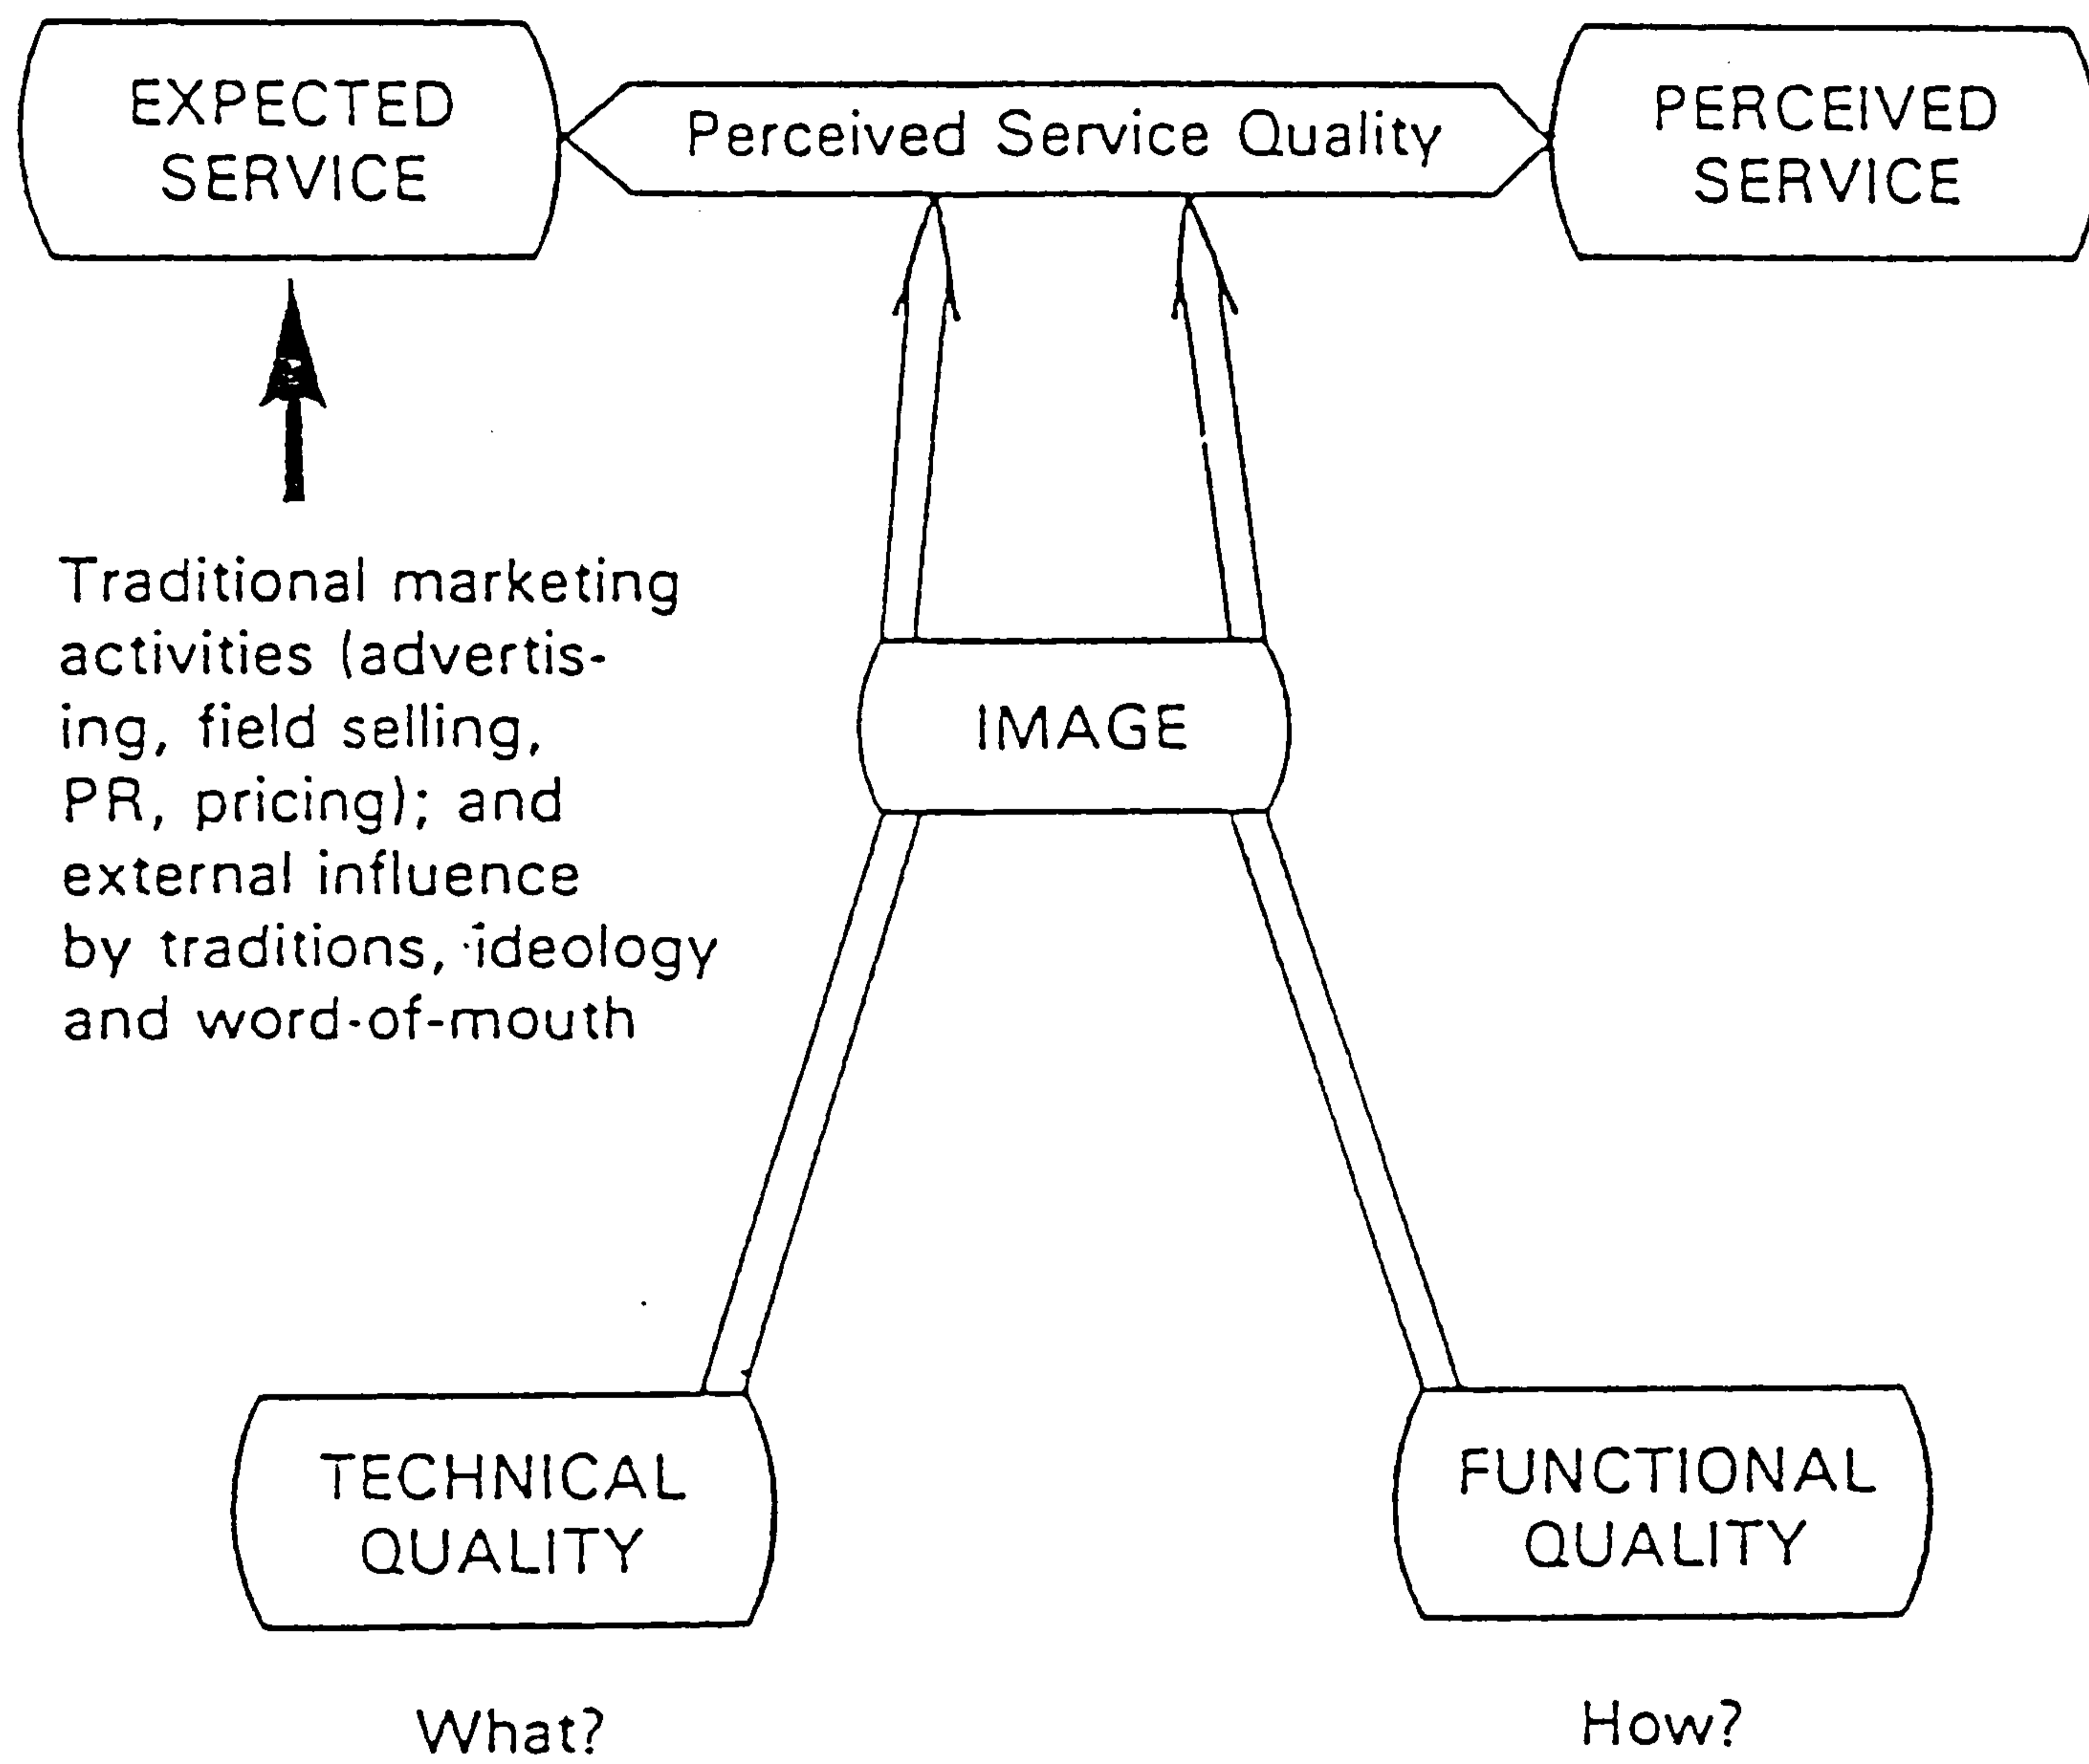 EXPECTED
SERVICE
Perceived Service Quality
PERCEIVED
SERVICE
Traditional marketing
activities (advertis-
ing, field selling,
PR, pricing); and
external influence
by traditions, ideology
and word-of-mouth
IMAGE
TECHNICAL
QUALITY
FUNCTIONAL
QUALITY
What?
How?